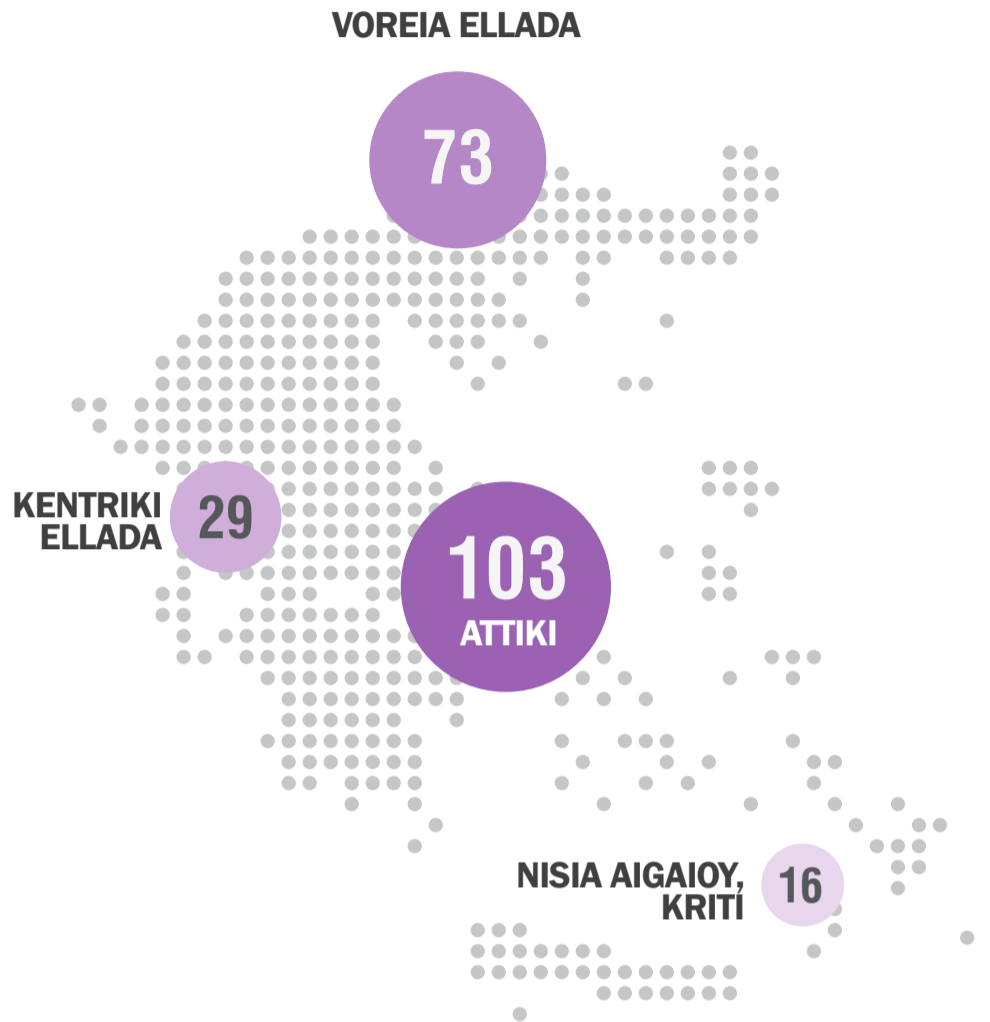 VOREIA ELLADA
73
KENTRIKI
ELLADA
29
103
ATTIKI
NISIA AIGAIOY,
KRITI
16